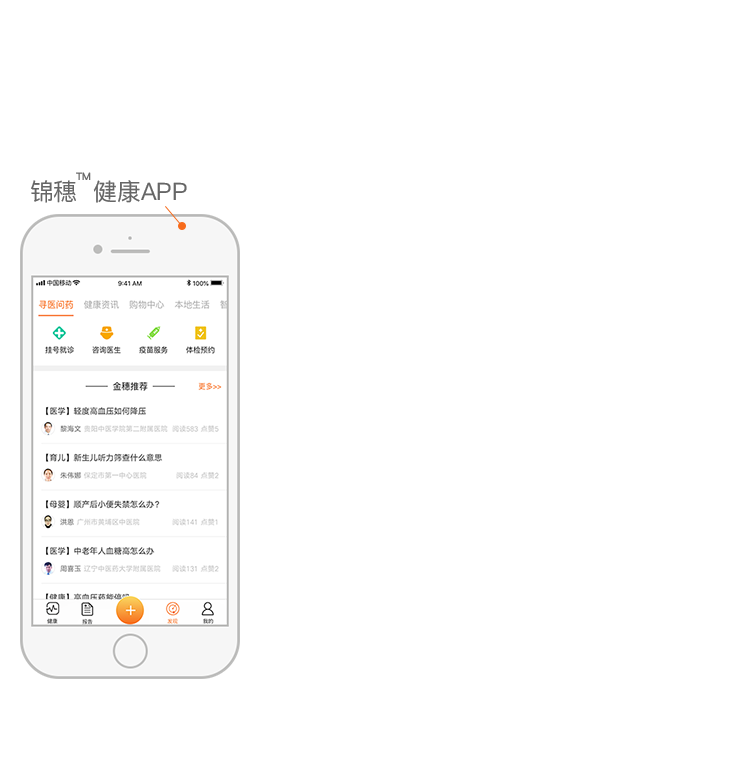 锦穗™健康APP
中国移动 9:41 AM 100%
寻医问药 健康资讯 购物中心 本地生活 智
挂号就诊 咨询医生 疫苗服务 体检预约
金穗推荐 更多>>
【医学】轻度高血压如何降压
黎海文 贵阳中医学院第二附属医院 阅读583 点赞5
【育儿】新生儿听力筛查什么意思
朱伟娜 保定市第一中心医院 阅读84 点赞2
【母婴】顺产后小便失禁怎么办?
洪恩 广州市黄埔区中医院 阅读141 点赞1
【医学】中老年人血糖高怎么办
周喜玉 辽宁中医药大学附属医院 阅读131 点赞2
【健康】高血压药能停吗
健康 报告 + 发现 我的